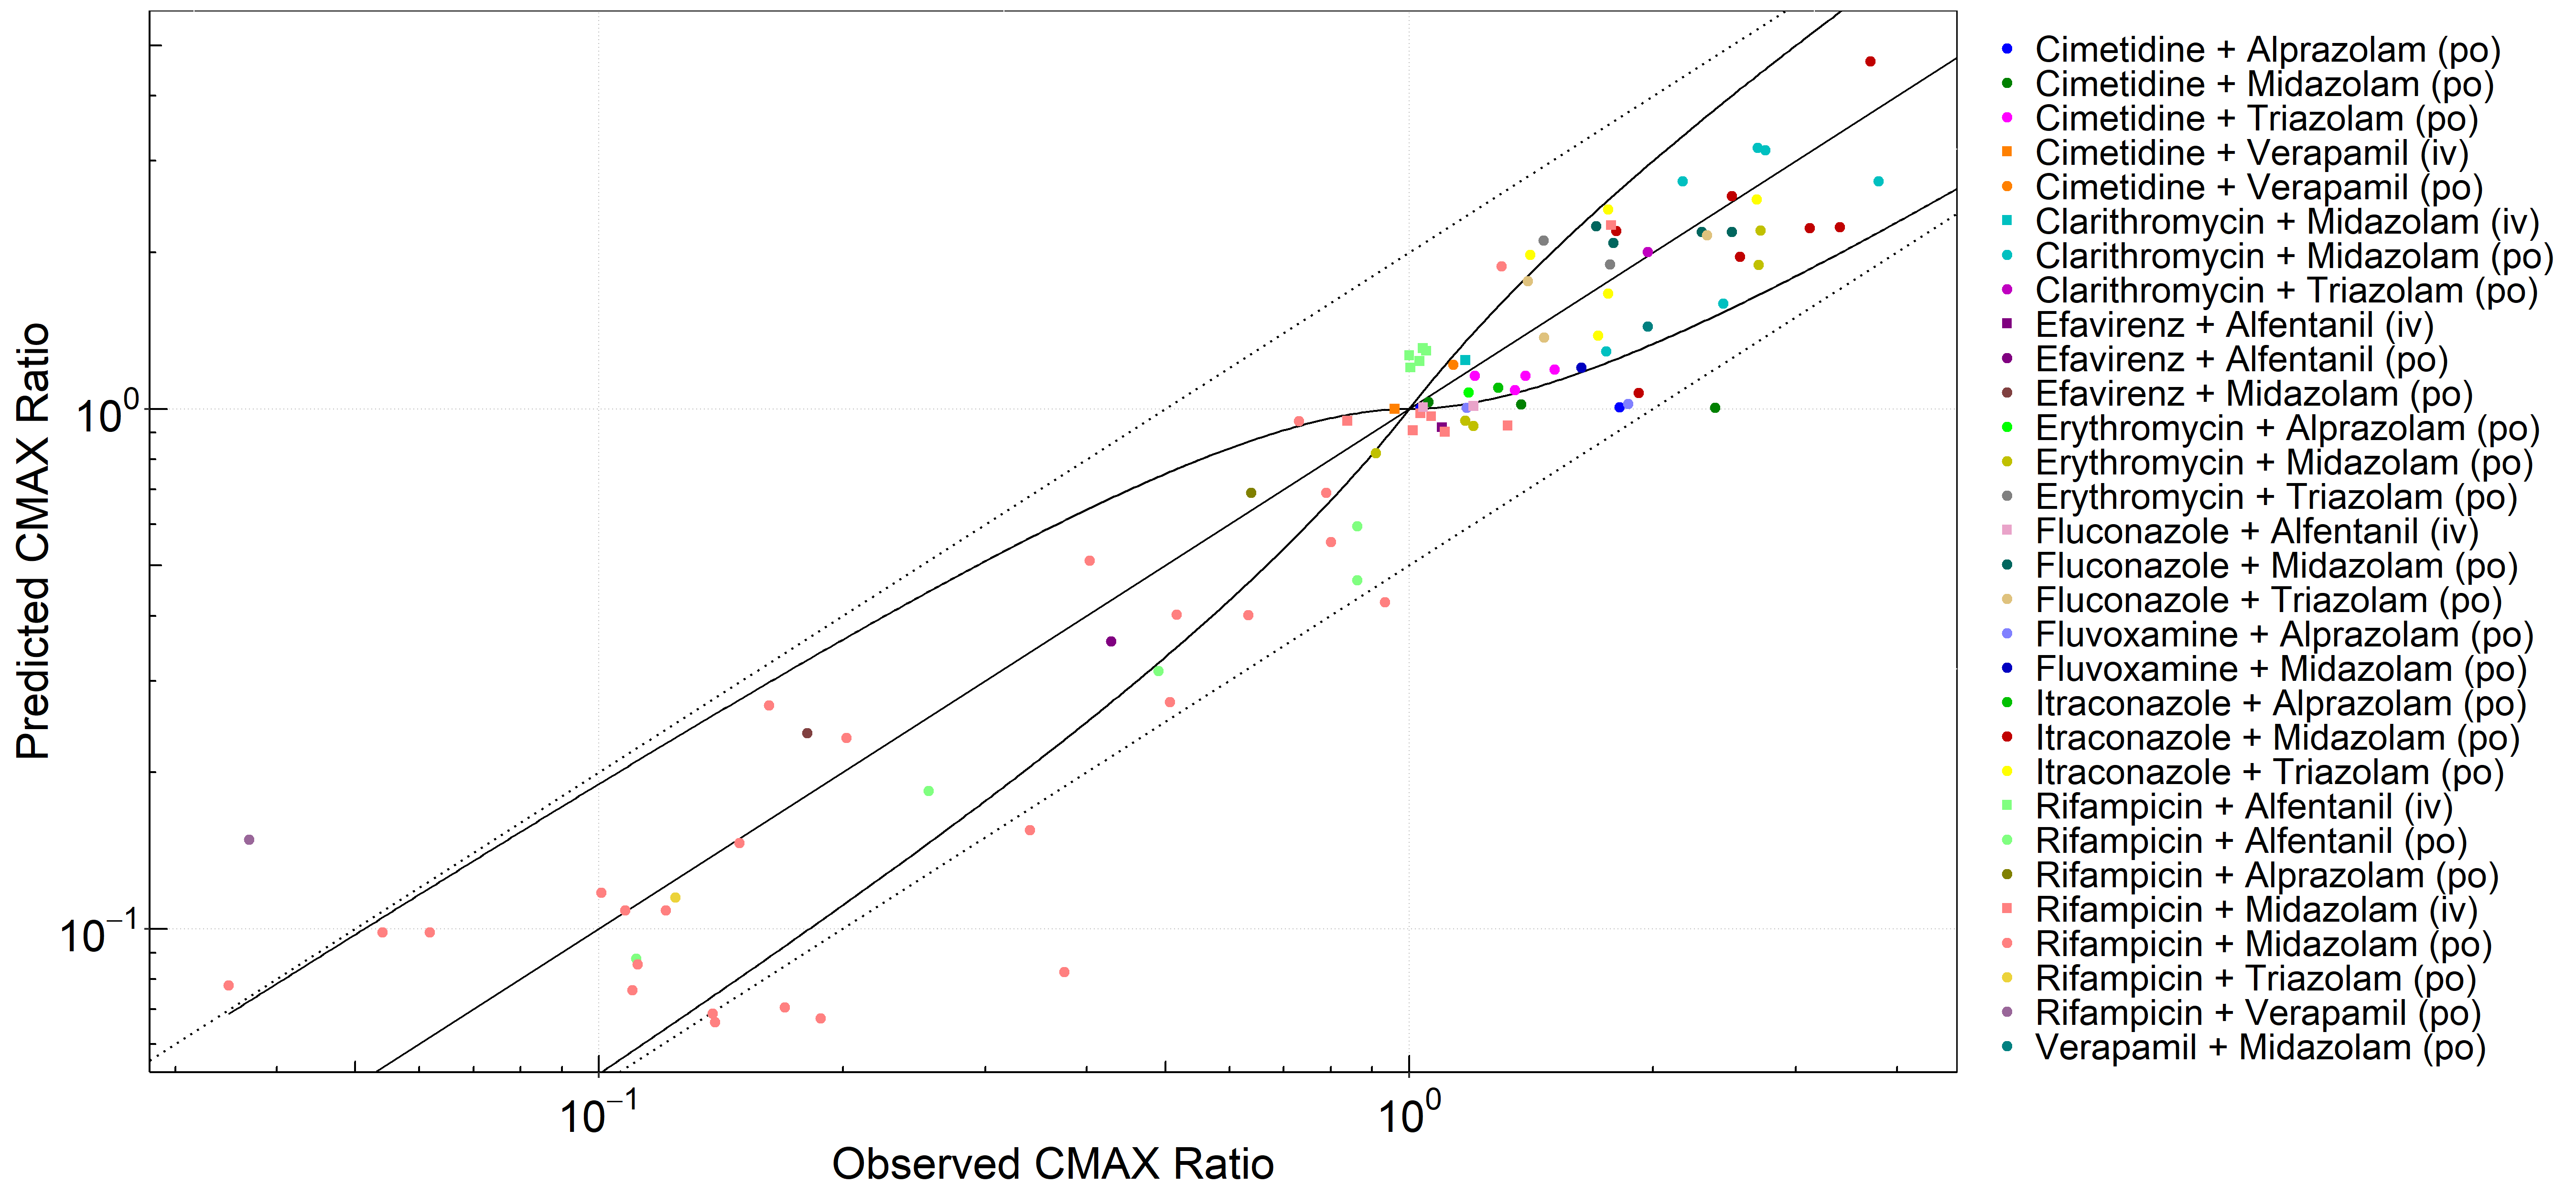 Predicted CMAX Ratio
10⁰
10⁻¹
10⁻¹
10⁰
Observed CMAX Ratio
Cimetidine + Alprazolam (po)
Cimetidine + Midazolam (po)
Cimetidine + Triazolam (po)
Cimetidine + Verapamil (iv)
Cimetidine + Verapamil (po)
Clarithromycin + Midazolam (iv)
Clarithromycin + Midazolam (po)
Clarithromycin + Triazolam (po)
Efavirenz + Alfentanil (iv)
Efavirenz + Alfentanil (po)
Efavirenz + Midazolam (po)
Erythromycin + Alprazolam (po)
Erythromycin + Midazolam (po)
Erythromycin + Triazolam (po)
Fluconazole + Alfentanil (iv)
Fluconazole + Midazolam (po)
Fluconazole + Triazolam (po)
Fluvoxamine + Alprazolam (po)
Fluvoxamine + Midazolam (po)
Itraconazole + Alprazolam (po)
Itraconazole + Midazolam (po)
Itraconazole + Triazolam (po)
Rifampicin + Alfentanil (iv)
Rifampicin + Alfentanil (po)
Rifampicin + Alprazolam (po)
Rifampicin + Midazolam (iv)
Rifampicin + Midazolam (po)
Rifampicin + Triazolam (po)
Rifampicin + Verapamil (po)
Verapamil + Midazolam (po)